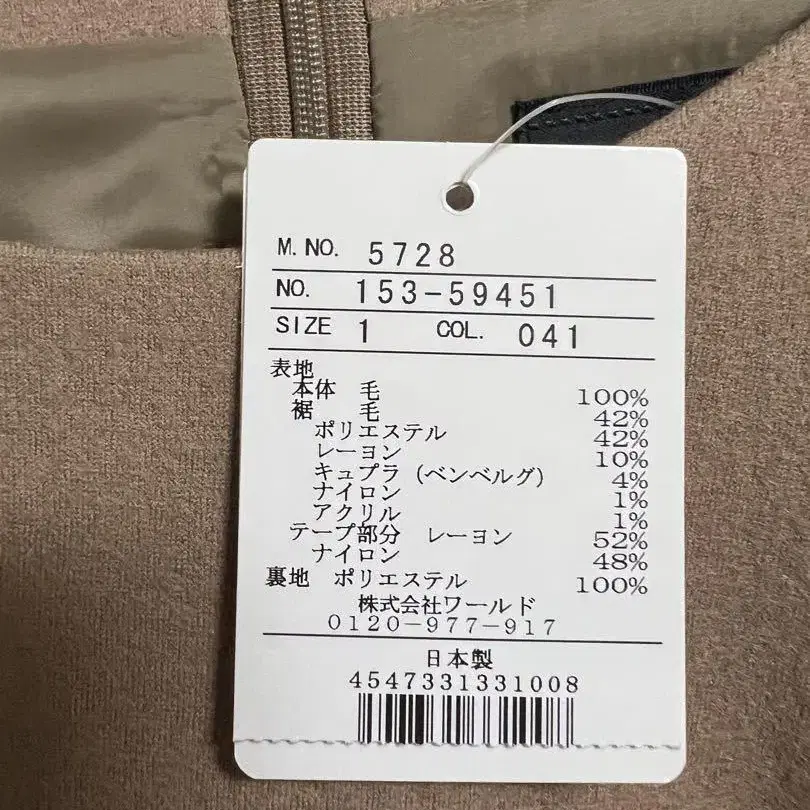 M. NO. 5728
NO. 153-59451
SIZE 1 COL. 041
表地
本体 毛 100%
裾 毛 42%
ポリエステル 42%
レーヨン 10%
キュプラ (ベンベルグ) 4%
ナイロン 1%
アクリル 1%
テープ部分 レーヨン 52%
ナイロン 48%
裏地 ポリエステル 100%
株式会社ワールド
0120-977-917
日本製
4547331331008